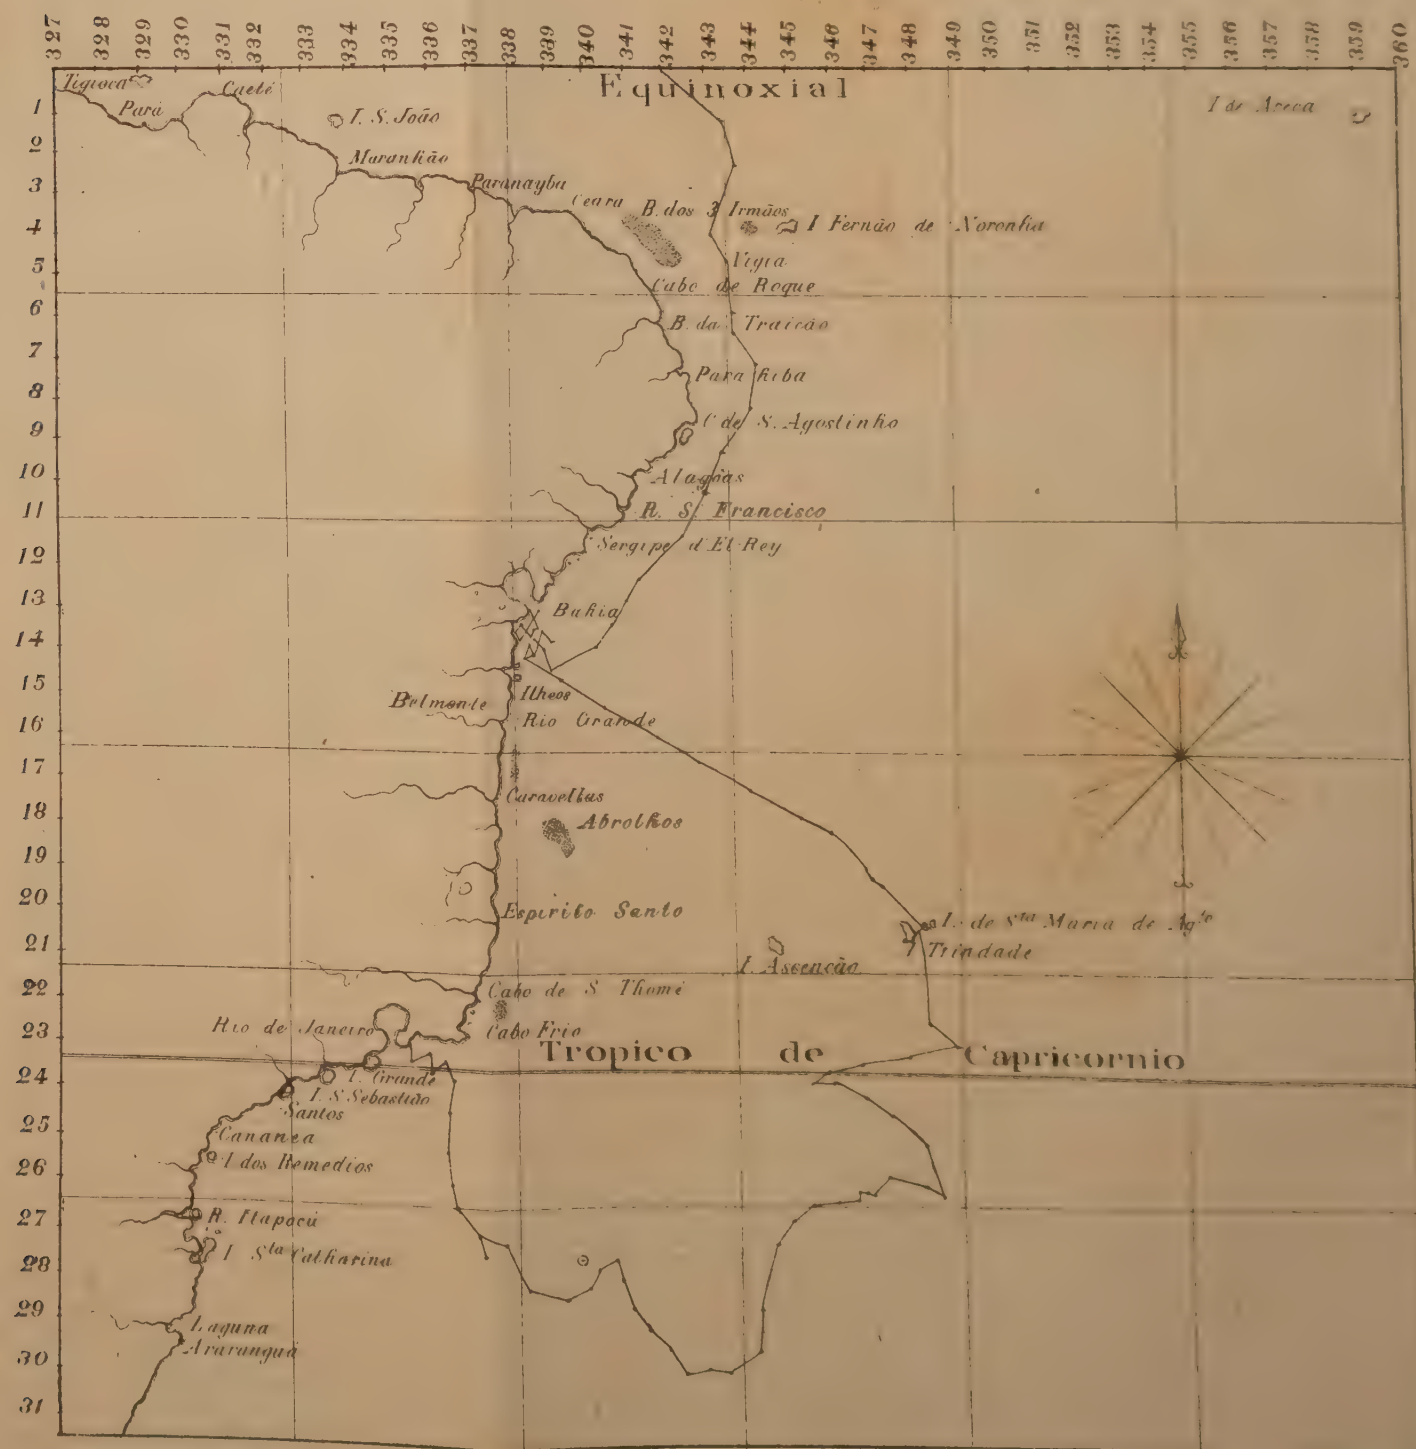 327 328 329 330 331 332 333 334 335 336 337 338 339 340 341 342 343 344 345 346 347 348 349 350 351 352 353 354 355 356 357 358 359 360
Tigioca
Caeté
Equinoxial
Pará
I. S. João
Maranhão
Paranayba
Ceara
B. dos 3 Irmãos
I Fernão de Noronha
Vigia
Cabo de Roque
B. da Traicão
Parahiba
C de S. Agostinho
Alagôas
R. S. Francisco
Sergipe d'El-Rey
Bahia
Ilheos
Belmonte
Rio Grande
Caravellas
Abrolhos
Espirito Santo
I. de Sta Maria de Ag.to
Trindade
I. Ascencão
Cabo de S Thomé
Rio de Janeiro
Cabo Frio
Tropico de Capricornio
I. Grande
I. S. Sebastião
Santos
Cananea
I dos Remedios
R. Itapocú
I Sta Catharina
Laguna
Ararangua
1
2
3
4
5
6
7
8
9
10
11
12
13
14
15
16
17
18
19
20
21
22
23
24
25
26
27
28
29
30
31